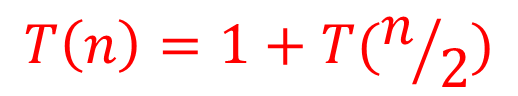 T(n) = 1 + T(n/2)